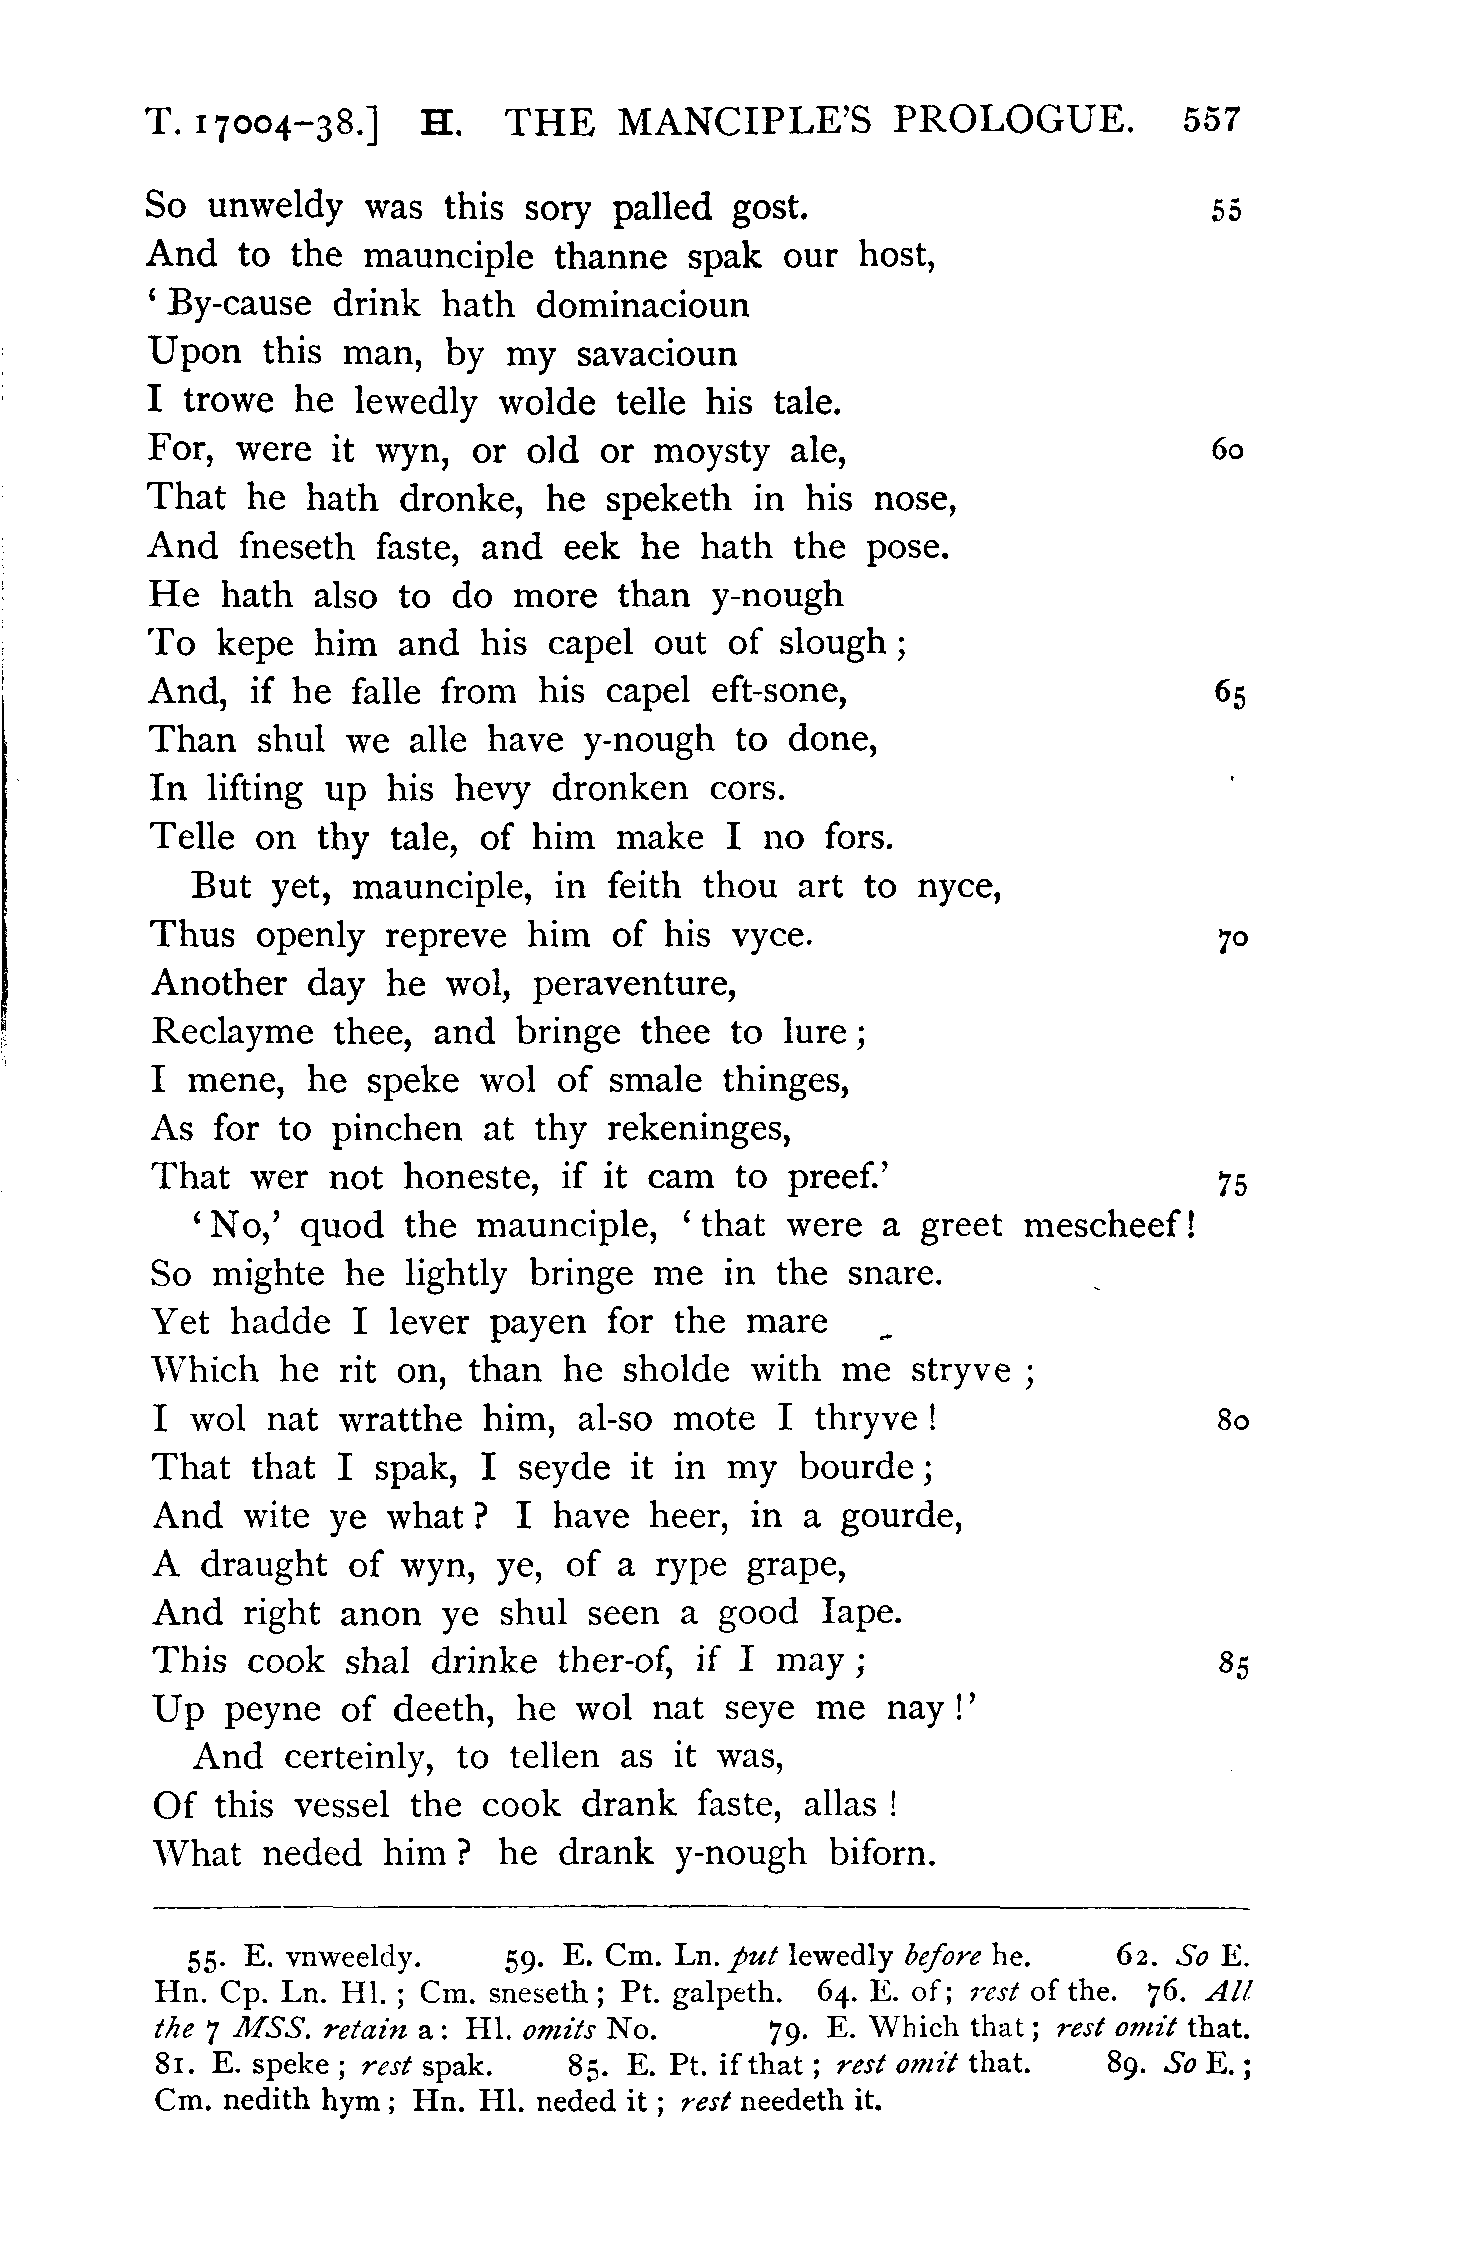 T. 17004-38.] H. THE MANCIPLE'S PROLOGUE. 557
So unweldy was this sory palled gost. 55
And to the maunciple thanne spak our host,
‘By-cause drink hath dominacioun
Upon this man, by my savacioun
I trowe he lewedly wolde telle his tale.
For, were it wyn, or old or moysty ale, 60
That he hath dronke, he speketh in his nose,
And fneseth faste, and eek he hath the pose.
He hath also to do more than y-nough
To kepe him and his capel out of slough;
And, if he falle from his capel eft-sone, 65
Than shul we alle have y-nough to done,
In lifting up his hevy dronken cors.
Telle on thy tale, of him make I no fors.
But yet, maunciple, in feith thou art to nyce,
Thus openly repreve him of his vyce. 70
Another day he wol, peraventure,
Reclayme thee, and bringe thee to lure;
I mene, he speke wol of smale thinges,
As for to pinchen at thy rekeninges,
That wer not honeste, if it cam to preef.’ 75
‘No,’ quod the maunciple, ‘that were a greet mescheef!
So mighte he lightly bringe me in the snare.
Yet hadde I lever payen for the mare
Which he rit on, than he sholde with me stryve;
I wol nat wratthe him, al-so mote I thryve! 80
That that I spak, I seyde it in my bourde;
And wite ye what? I have heer, in a gourde,
A draught of wyn, ye, of a rype grape,
And right anon ye shul seen a good Iape.
This cook shal drinke ther-of, if I may; 85
Up peyne of deeth, he wol nat seye me nay!’
And certeinly, to tellen as it was,
Of this vessel the cook drank faste, allas!
What neded him? he drank y-nough biforn.
55. E. vnweeldy. 59. E. Cm. Ln. put lewedly before he. 62. So E.
Hn. Cp. Ln. Hl.; Cm. sneseth; Pt. galpeth. 64. E. of; rest of the. 76. All
the 7 MSS. retain a: Hl. omits No. 79. E. Which that; rest omit that.
81. E. speke; rest spak. 85. E. Pt. if that; rest omit that. 89. So E.;
Cm. nedith hym; Hn. Hl. neded it; rest needeth it.